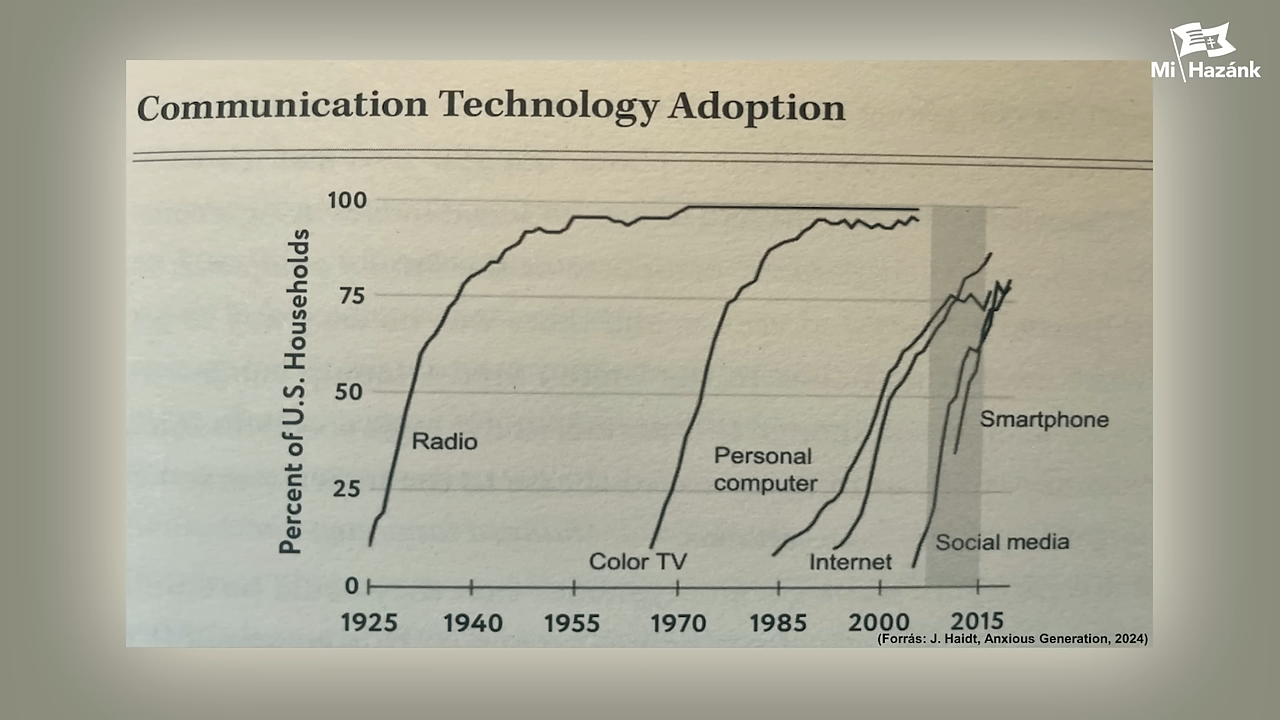 Mi Hazánk
Communication Technology Adoption
Percent of U.S. Households
100
75
50
25
0
Radio
Color TV
Personal
computer
Internet
Smartphone
Social media
1925 1940 1955 1970 1985 2000 2015
(Forrás: J. Haidt, Anxious Generation, 2024)